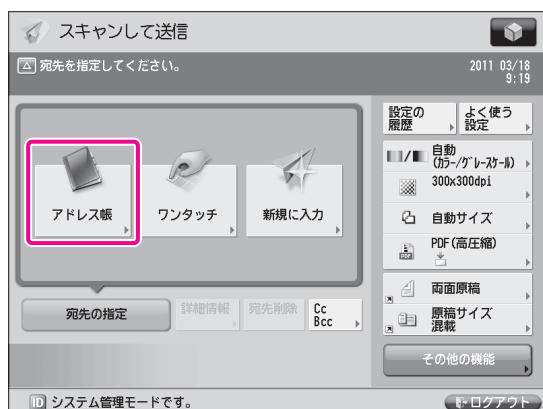 スキャンして送信
宛先を指定してください。
2011 03/18
9:19
アドレス帳
ワンタッチ
新規に入力
宛先の指定
詳細情報
宛先削除
Cc
Bcc
設定の
履歴
よく使う
設定
自動
(カラー/グレースケール)
300x300dpi
自動サイズ
PDF(高圧縮)
両面原稿
原稿サイズ
混載
その他の機能
ID システム管理モードです。
ログアウト